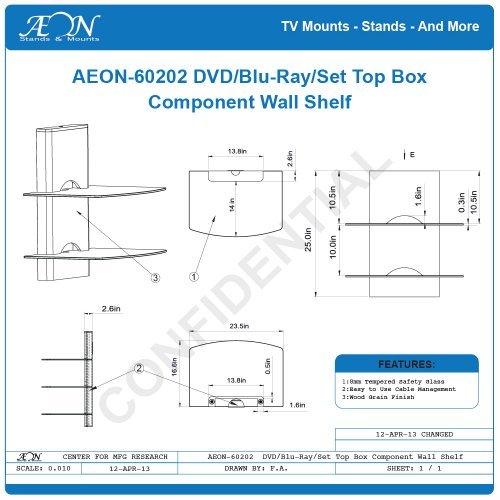 ÆON
Stands & Mounts
TV Mounts - Stands - And More
AEON-60202 DVD/Blu-Ray/Set Top Box
Component Wall Shelf
13.8in
2.6in
14in
1
3
E
10.5in
1.6in
0.3in
10.5in
25.0in
10.0in
CONFIDENTIAL
2.6in
2
23.5in
16.6in
13.8in
0.5in
1.6in
FEATURES:
1:8mm Tempered Safety Glass
2:Easy to Use Cable Management
3:Wood Grain Finish
12-APR-13 CHANGED
ÆON CENTER FOR MFG RESEARCH AEON-60202 DVD/Blu-Ray/Set Top Box Component Wall Shelf
SCALE: 0.010 12-APR-13 DRAWN BY: F.A. SHEET: 1 / 1